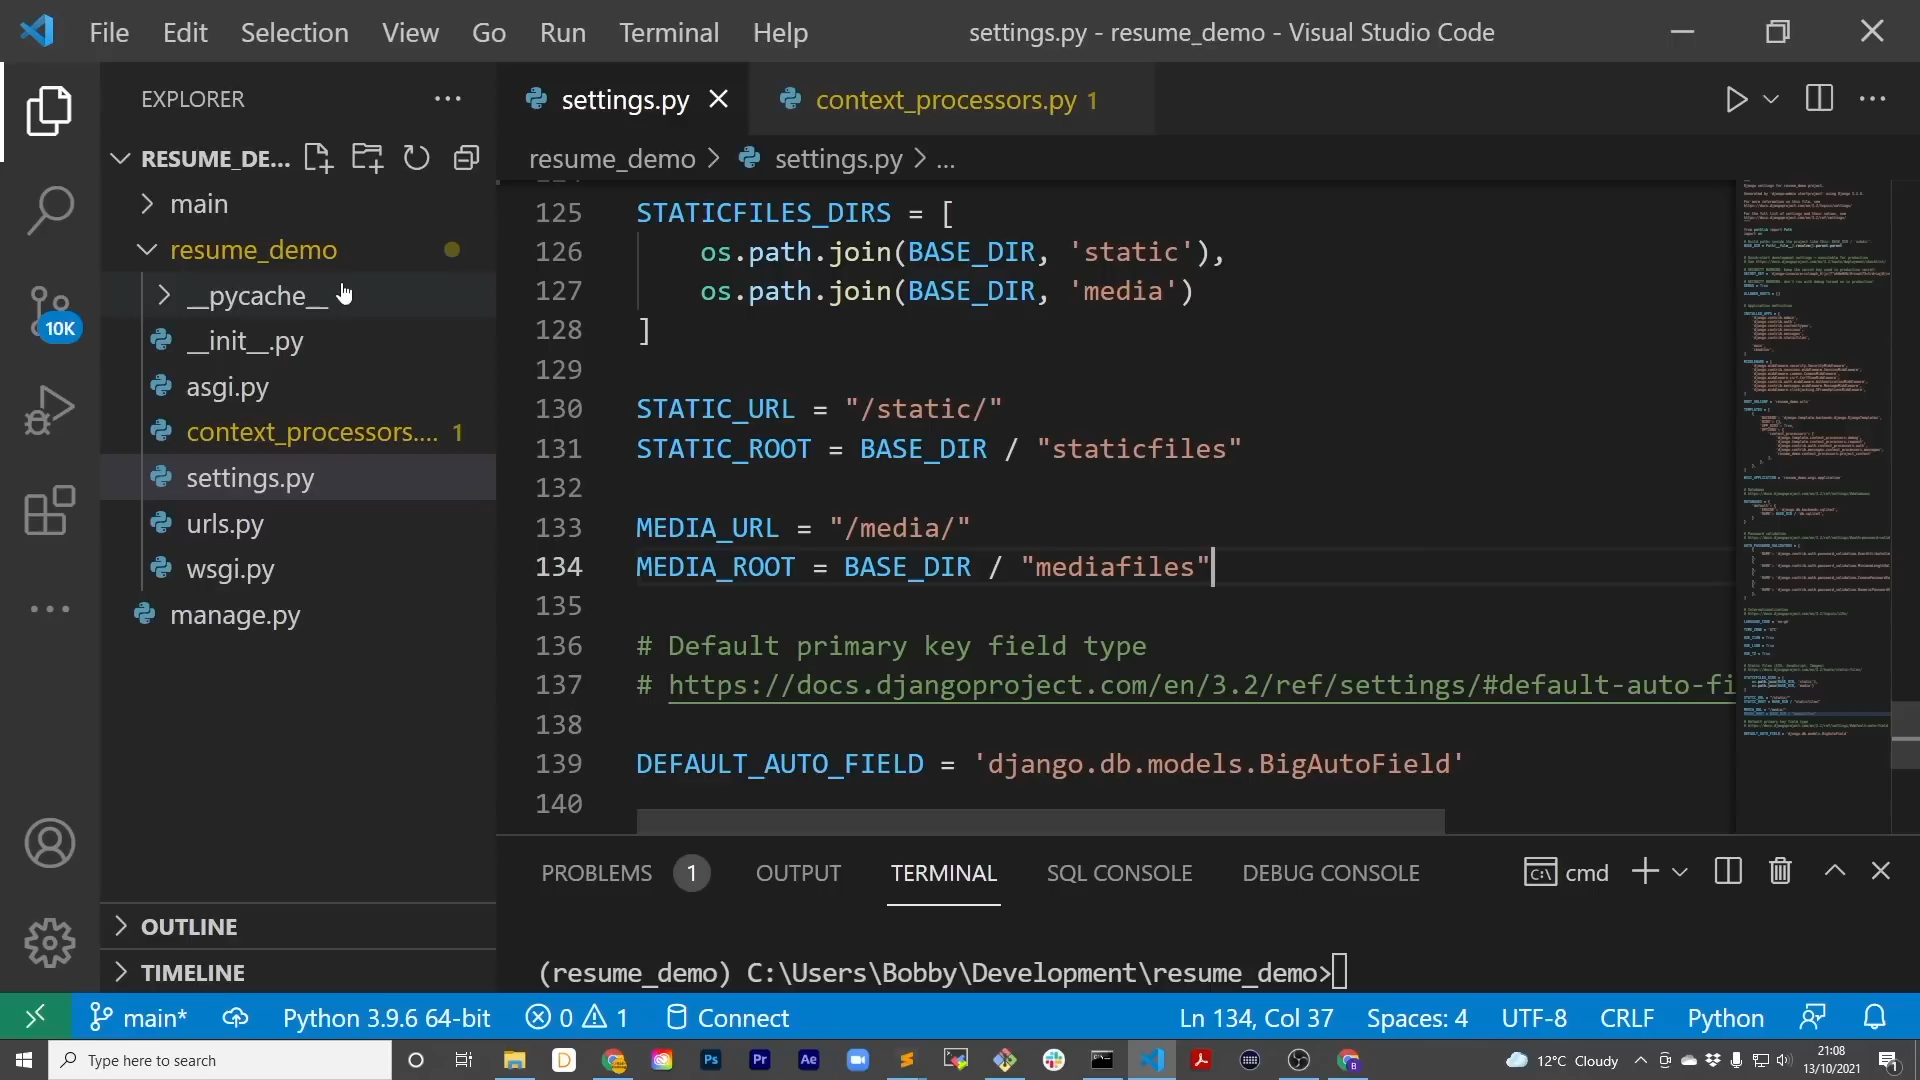 File Edit Selection View Go Run Terminal Help
settings.py - resume_demo - Visual Studio Code
EXPLORER
RESUME_DE...
main
resume_demo
__pycache__
__init__.py
asgi.py
context_processors.... 1
settings.py
urls.py
wsgi.py
manage.py
OUTLINE
TIMELINE
10K
settings.py
context_processors.py 1
resume_demo > settings.py > ...
125 STATICFILES_DIRS = [
126 os.path.join(BASE_DIR, 'static'),
127 os.path.join(BASE_DIR, 'media')
128 ]
129
130 STATIC_URL = "/static/"
131 STATIC_ROOT = BASE_DIR / "staticfiles"
132
133 MEDIA_URL = "/media/"
134 MEDIA_ROOT = BASE_DIR / "mediafiles"
135
136 # Default primary key field type
137 # https://docs.djangoproject.com/en/3.2/ref/settings/#default-auto-fi
138
139 DEFAULT_AUTO_FIELD = 'django.db.models.BigAutoField'
140
PROBLEMS 1 OUTPUT TERMINAL SQL CONSOLE DEBUG CONSOLE cmd
(resume_demo) C:\Users\Bobby\Development\resume_demo>
main* Python 3.9.6 64-bit 0 1 Connect Ln 134, Col 37 Spaces: 4 UTF-8 CRLF Python
Type here to search
12°C Cloudy
21:08
13/10/2021